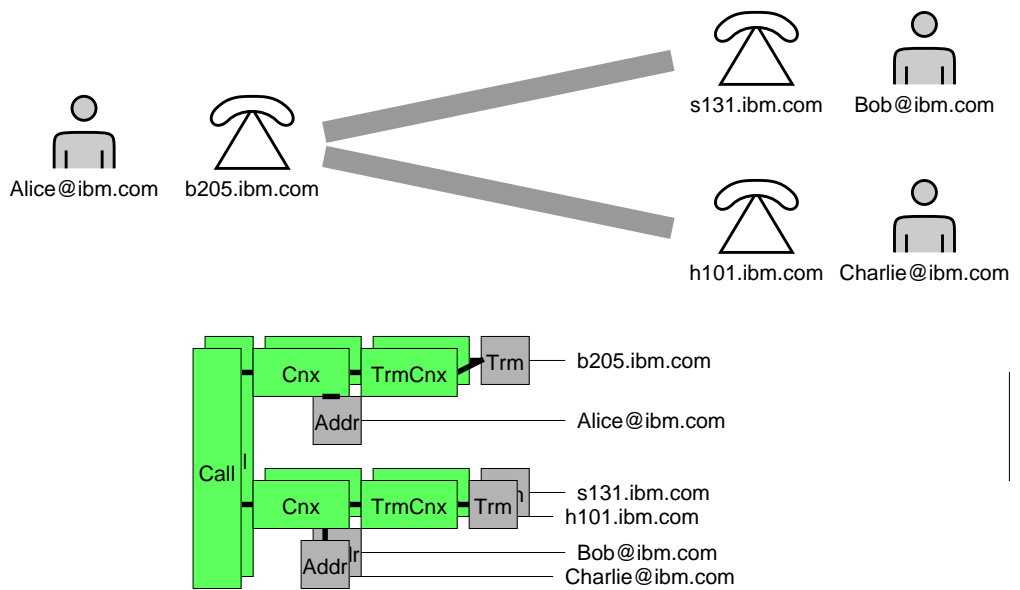 s131.ibm.com Bob@ibm.com
Alice@ibm.com b205.ibm.com
h101.ibm.com Charlie@ibm.com
Cnx TrmCnx Trm b205.ibm.com
Addr Alice@ibm.com
Call l
Cnx TrmCnx Trm n s131.ibm.com
h101.ibm.com
Addr lr Bob@ibm.com
Charlie@ibm.com